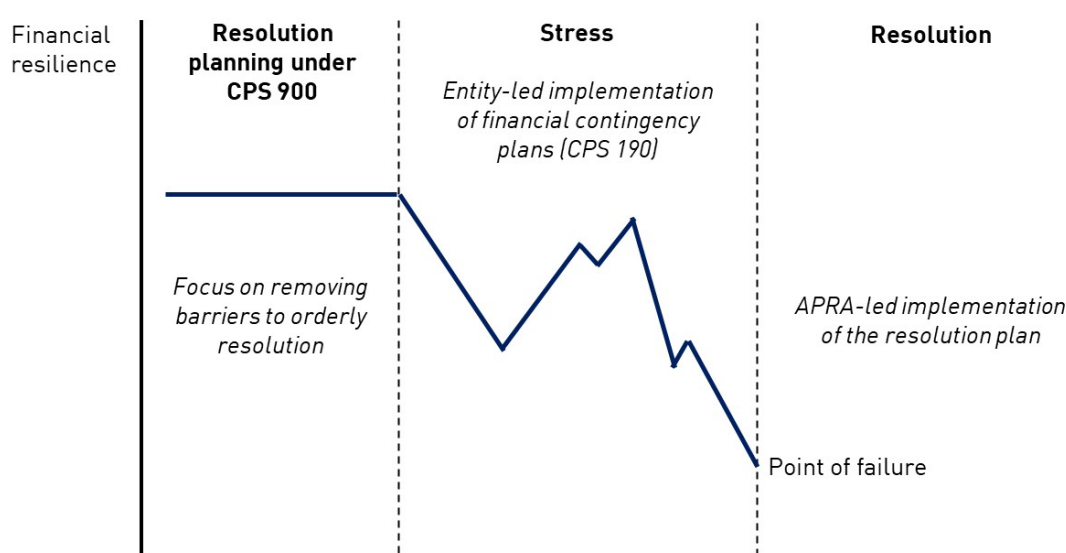 Financial
resilience
Resolution
planning under
CPS 900
Stress
Resolution
Entity-led implementation
of financial contingency
plans (CPS 190)
Focus on removing
barriers to orderly
resolution
APRA-led implementation
of the resolution plan
Point of failure